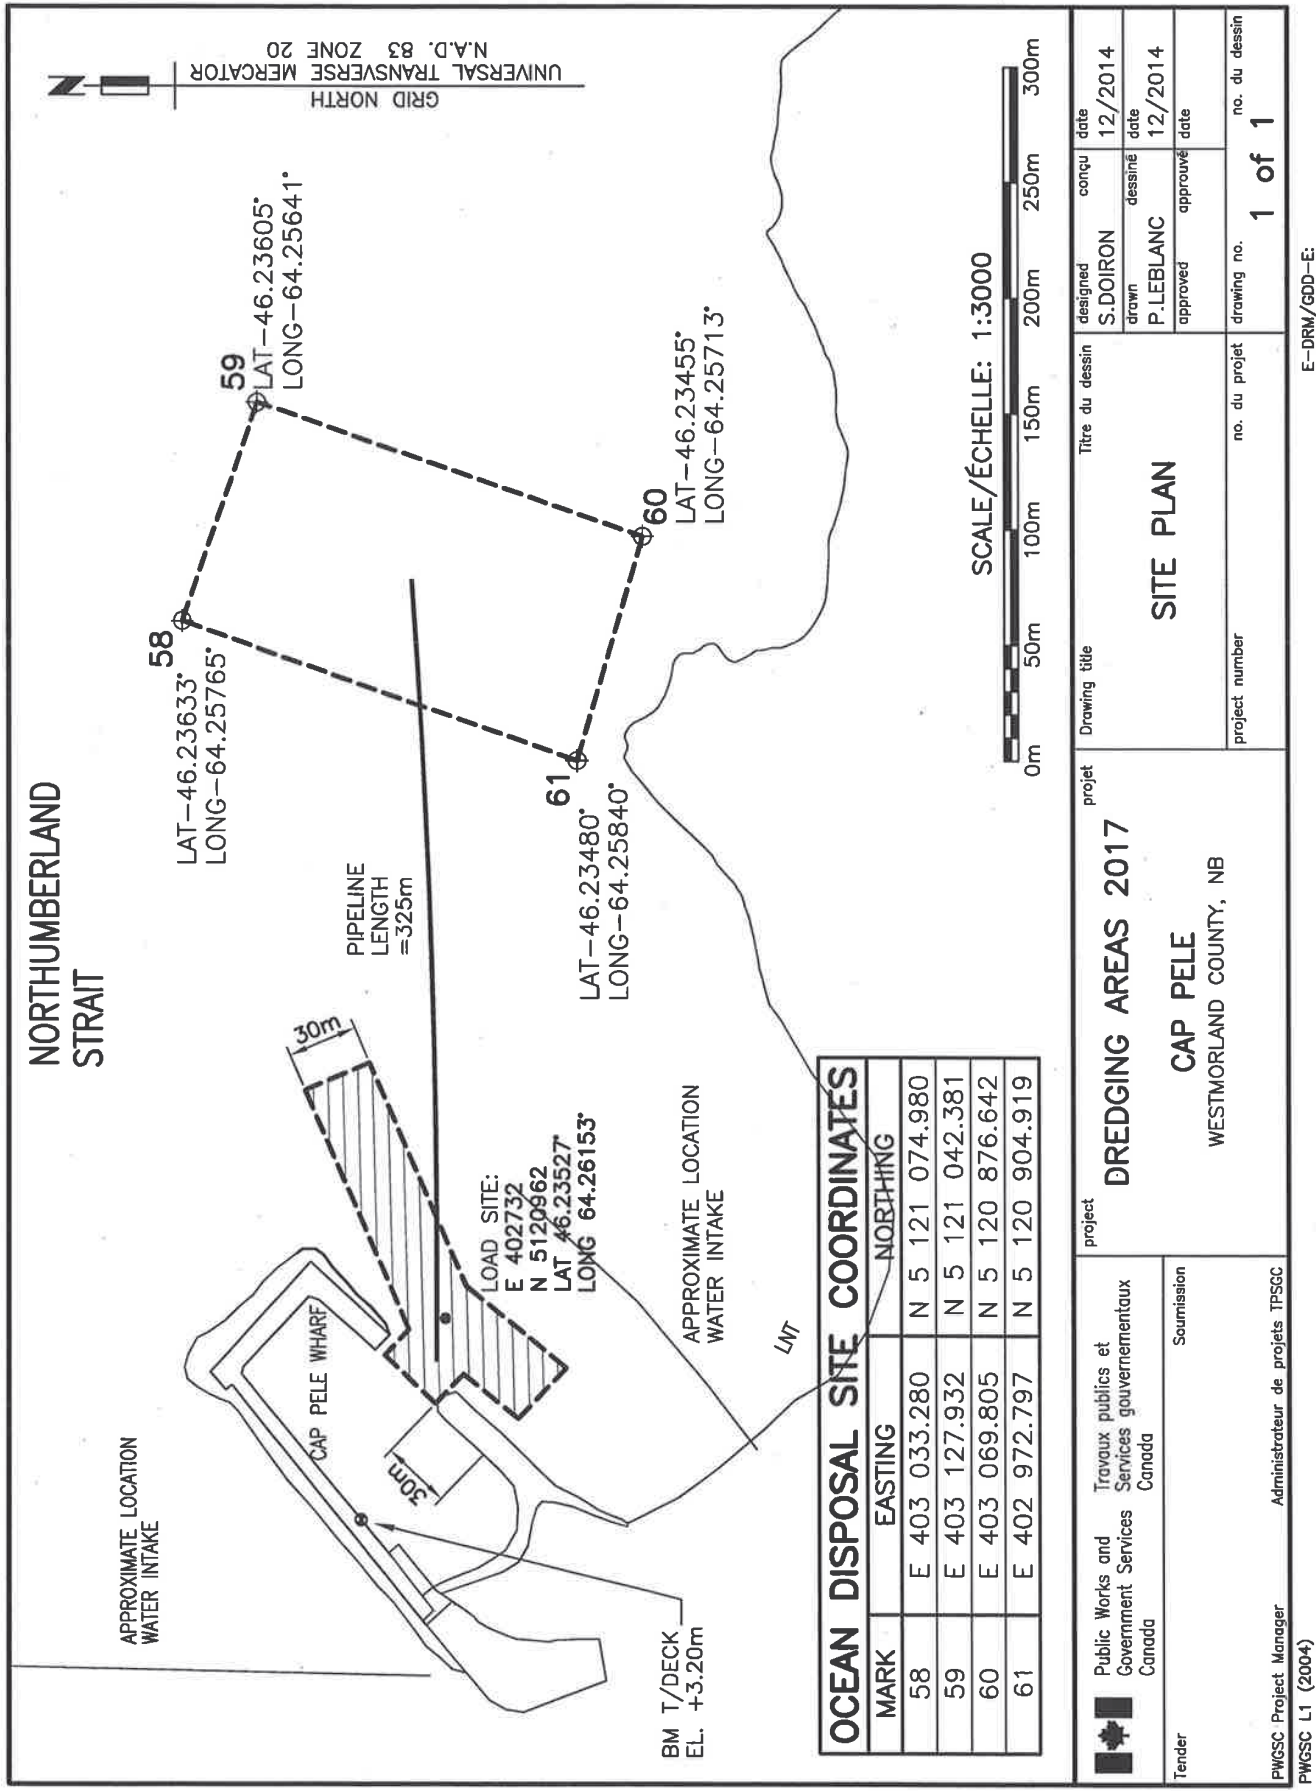 NORTHUMBERLAND
STRAIT
GRID NORTH
UNIVERSAL TRANSVERSE MERCATOR
N.A.D. 83 ZONE 20
N
APPROXIMATE LOCATION
WATER INTAKE
CAP PELE WHARF
30m
30m
PIPELINE
LENGTH
=325m
58
LAT-46.23633°
LONG-64.25765°
59
LAT-46.23605°
LONG-64.25641°
60
LAT-46.23455°
LONG-64.25713°
61
LAT-46.23480°
LONG-64.25840°
LOAD SITE:
E 402732
N 5120962
LAT 46.23527°
LONG 64.26153°
APPROXIMATE LOCATION
WATER INTAKE
LNT
BM T/DECK
EL. +3.20m
OCEAN DISPOSAL SITE COORDINATES
MARK EASTING NORTHING
58 E 403 033.280 N 5 121 074.980
59 E 403 127.932 N 5 121 042.381
60 E 403 069.805 N 5 120 876.642
61 E 402 972.797 N 5 120 904.919
SCALE/ÉCHELLE: 1:3000
0m 50m 100m 150m 200m 250m 300m
Public Works and
Government Services
Canada
Travaux publics et
Services gouvernementaux
Canada
Tender Soumission
PWGSC Project Manager Administrateur de projets TPSGC
project projet
DREDGING AREAS 2017
CAP PELE
WESTMORLAND COUNTY, NB
Drawing title Titre du dessin
SITE PLAN
project number no. du projet
designed conçu
S.DOIRON
date
12/2014
drawn dessiné
P.LEBLANC
date
12/2014
approved approuvé
date
drawing no. no. du dessin
1 of 1
PWGSC L1 (2004)
E-DRM/GDD-E: